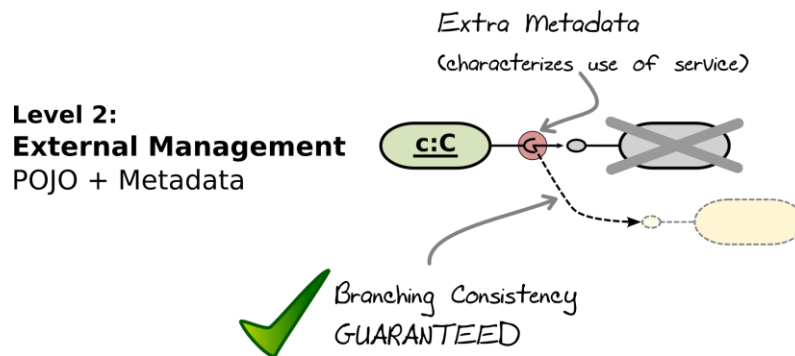 Extra Metadata
(characterizes use of service)
Level 2:
External Management
POJO + Metadata
c:C
Branching Consistency
GUARANTEED